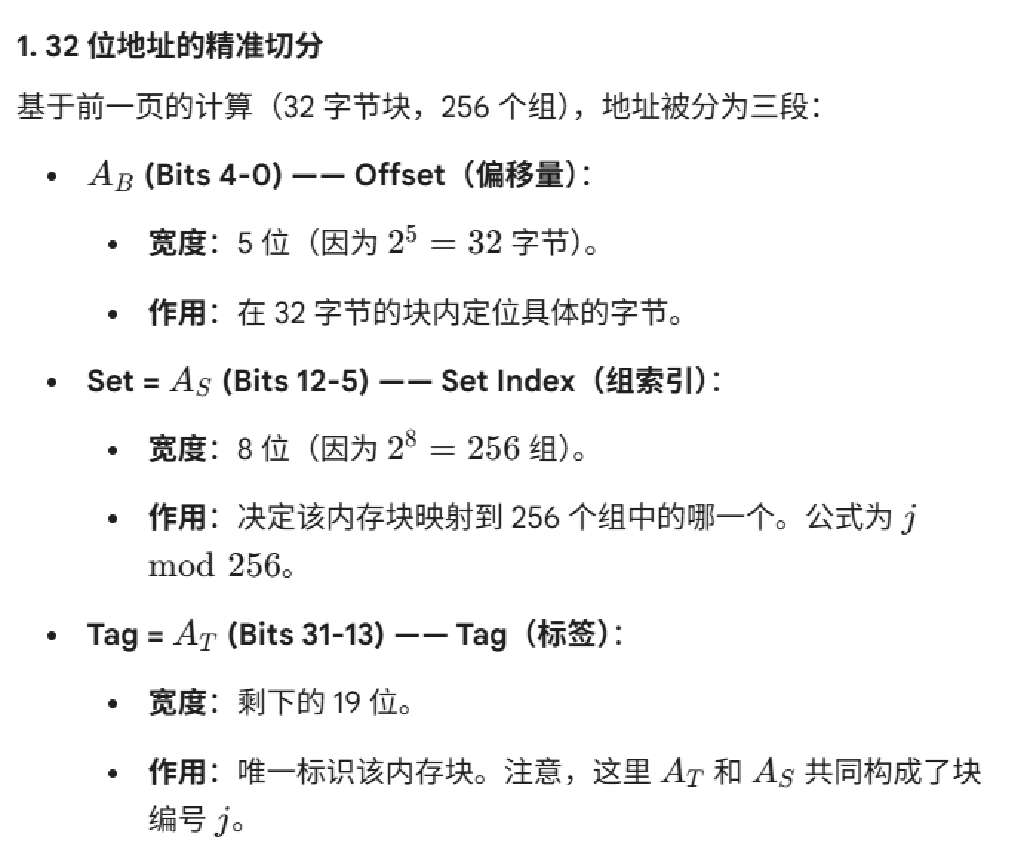 1. 32 位地址的精准切分
基于前一页的计算（32 字节块，256 个组），地址被分为三段：
• A_B (Bits 4-0) —— Offset（偏移量）：
• 宽度：5 位（因为 2^5 = 32 字节）。
• 作用：在 32 字节的块内定位具体的字节。
• Set = A_S (Bits 12-5) —— Set Index（组索引）：
• 宽度：8 位（因为 2^8 = 256 组）。
• 作用：决定该内存块映射到 256 个组中的哪一个。公式为 j
mod 256。
• Tag = A_T (Bits 31-13) —— Tag（标签）：
• 宽度：剩下的 19 位。
• 作用：唯一标识该内存块。注意，这里 A_T 和 A_S 共同构成了块
编号 j。